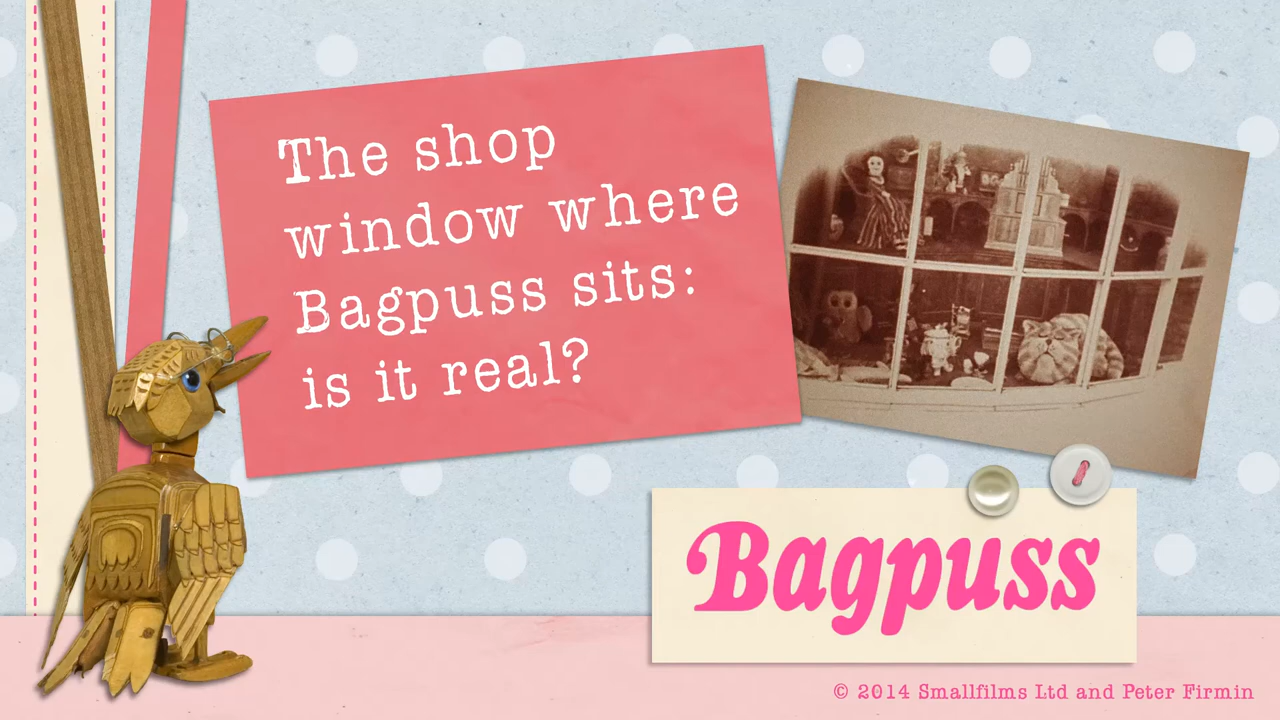 The shop
window where
Bagpuss sits:
is it real?
Bagpuss
© 2014 Smallfilms Ltd and Peter Firmin